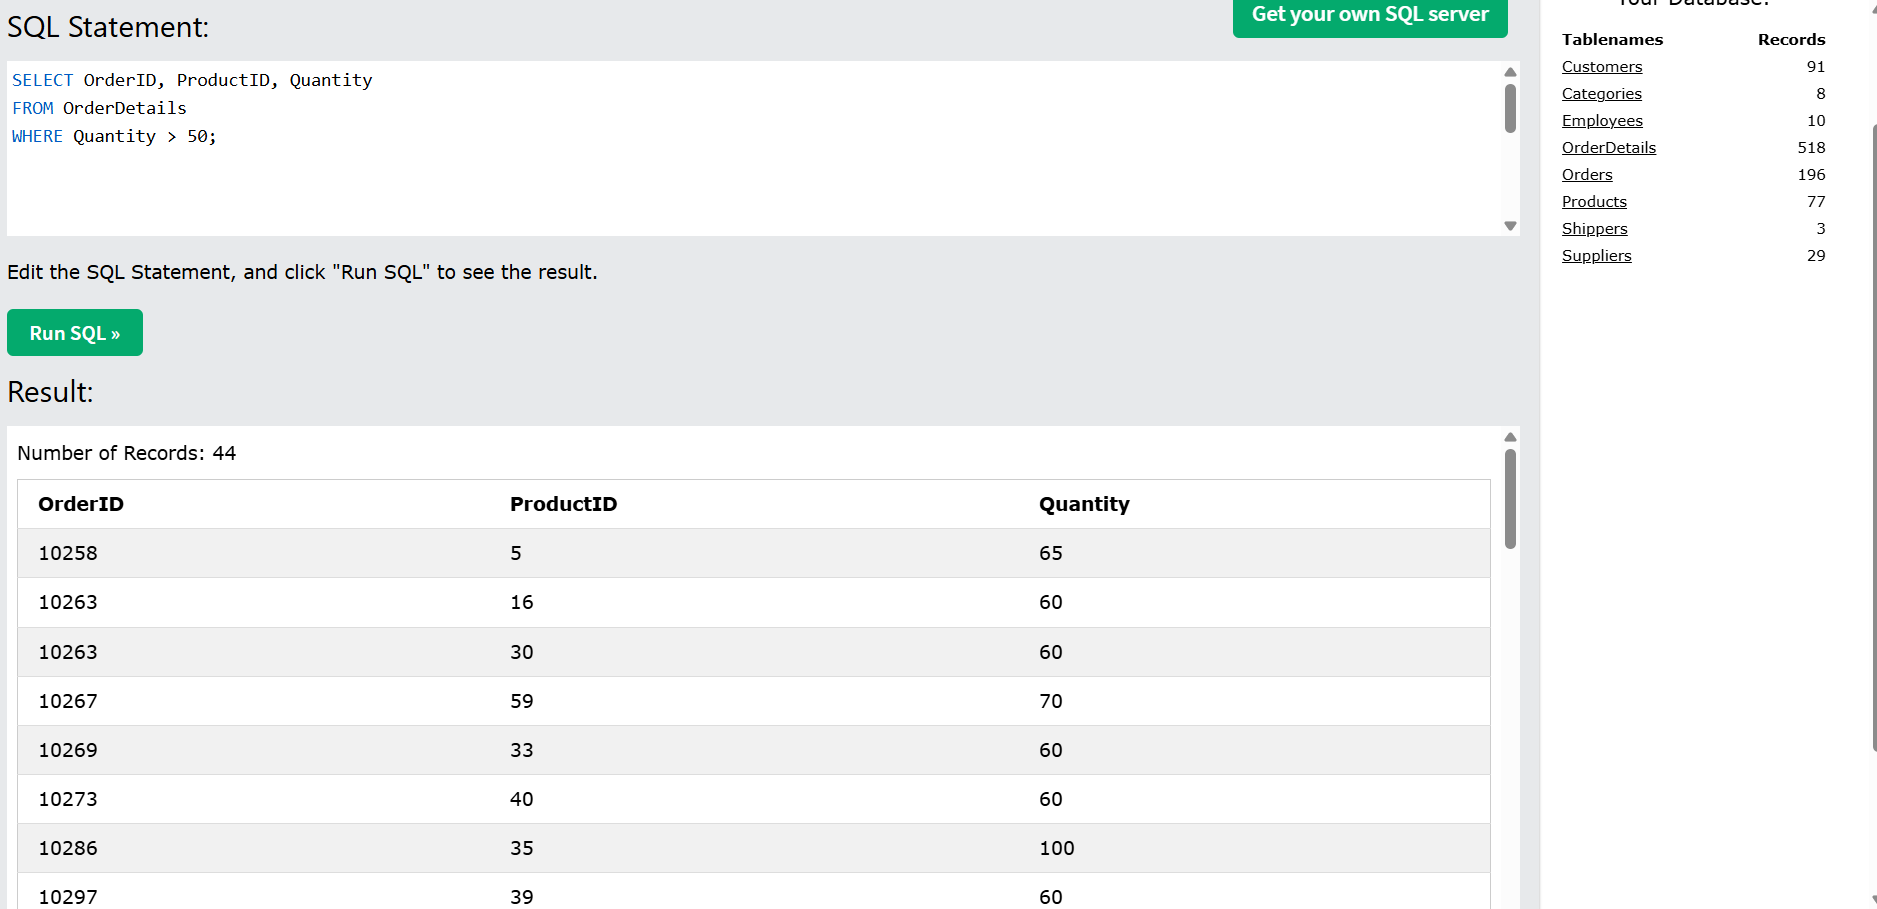 SQL Statement:
Get your own SQL server
SELECT OrderID, ProductID, Quantity
FROM OrderDetails
WHERE Quantity > 50;
Edit the SQL Statement, and click "Run SQL" to see the result.
Run SQL »
Result:
Number of Records: 44
OrderID ProductID Quantity
10258 5 65
10263 16 60
10263 30 60
10267 59 70
10269 33 60
10273 40 60
10286 35 100
10297 39 60
Your Database:
Tablenames Records
Customers 91
Categories 8
Employees 10
OrderDetails 518
Orders 196
Products 77
Shippers 3
Suppliers 29